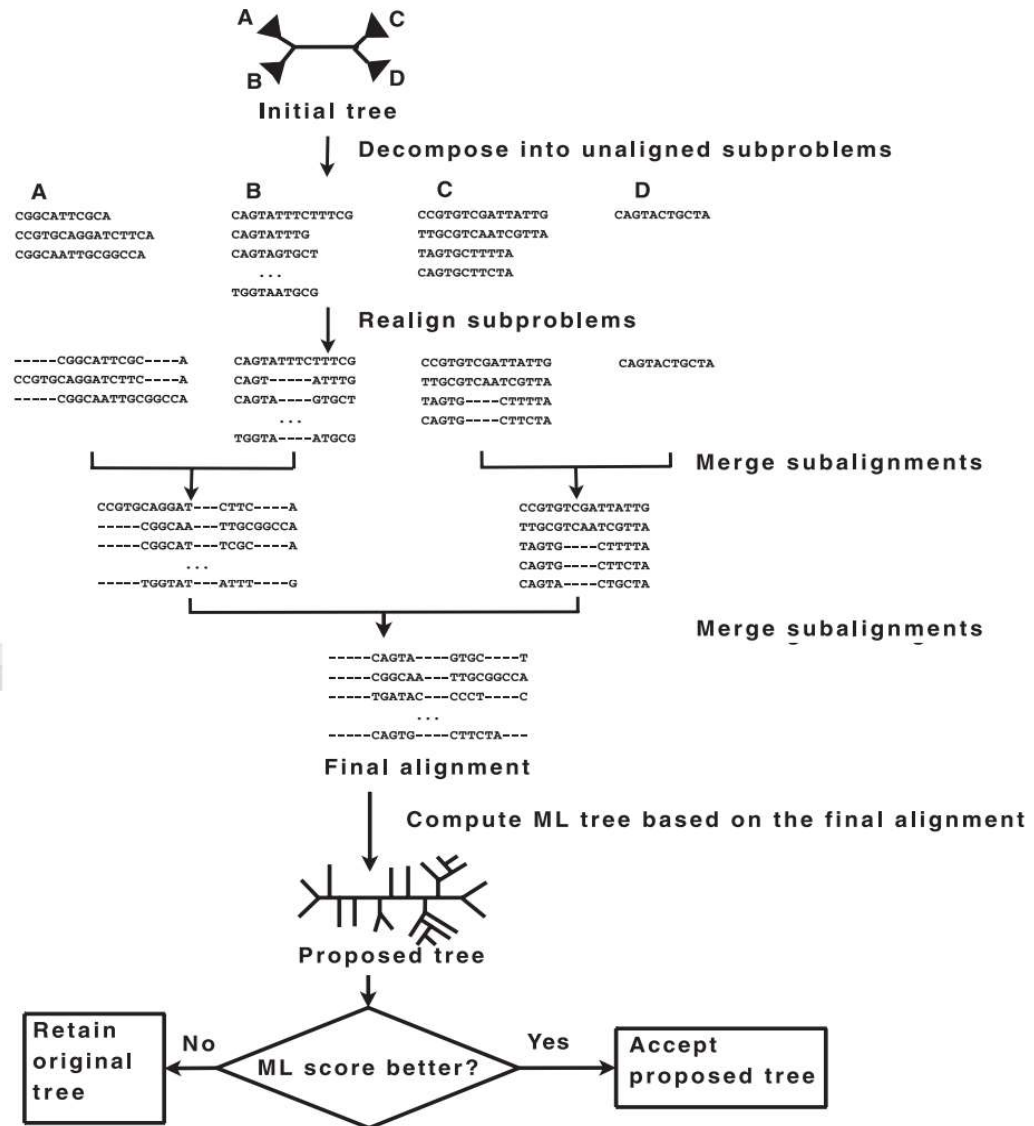 A
C
B
D
Initial tree
Decompose into unaligned subproblems
A
B
C
D
CGGCATTCGCA
CCGTGCAGGATCTTCA
CGGCAATTGCGGCCA
CAGTATTTCTTTCG
CAGTATTTG
CAGTAGTGCT
...
TGGTAATGCG
CCGTGTCGATTATTG
TTGCGTCAATCGTTA
TAGTGCTTTTA
CAGTGCTTCTA
CAGTACTGCTA
Realign subproblems
-----CGGCATTCGC----A
CCGTGCAGGATCTTC----A
-----CGGCAATTGCGGCCA
CAGTATTTCTTTCG
CAGT-----ATTTG
CAGTA----GTGCT
...
TGGTA----ATGCG
CCGTGTCGATTATTG
TTGCGTCAATCGTTA
TAGTG----CTTTTA
CAGTG----CTTCTA
CAGTACTGCTA
Merge subalignments
CCGTGCAGGAT---CTTC----A
-----CGGCAA---TTGCGGCCA
-----CGGCAT---TCGC----A
...
-----TGGTAT---ATTT----G
CCGTGTCGATTATTG
TTGCGTCAATCGTTA
TAGTG----CTTTTA
CAGTG----CTTCTA
CAGTA----CTGCTA
Merge subalignments
-----CAGTA----GTGC----T
-----CGGCAA---TTGCGGCCA
-----TGATAC---CCCT----C
...
-----CAGTG----CTTCTA---
Final alignment
Compute ML tree based on the final alignment
Proposed tree
Retain
original
tree
No
ML score better?
Yes
Accept
proposed tree